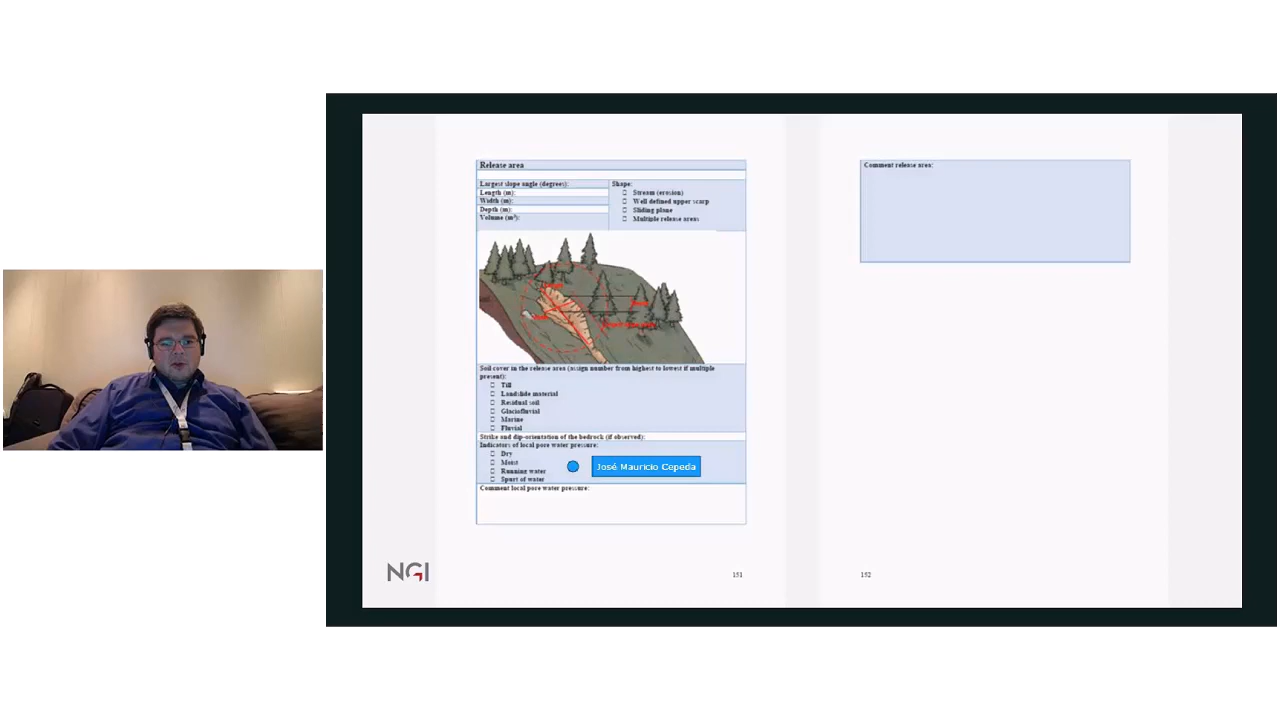 Release area
Largest slope angle (degrees):
Length (m):
Width (m):
Depth (m):
Volume (m³):
Shape:
Stream (erosion)
Well defined upper scarp
Sliding plane
Multiple release areas
Soil cover in the release area (assign number from highest to lowest if multiple
present):
Till
Landslide material
Residual soil
Glaciofluvial
Marine
Fluvial
Strike and dip-orientation of the bedrock (if observed):
Indicators of local pore water pressure:
Dry
Moist
Running water
Spurt of water
José Mauricio Cepeda
Comment local pore water pressure:
NGI
151
Comment release area:
152